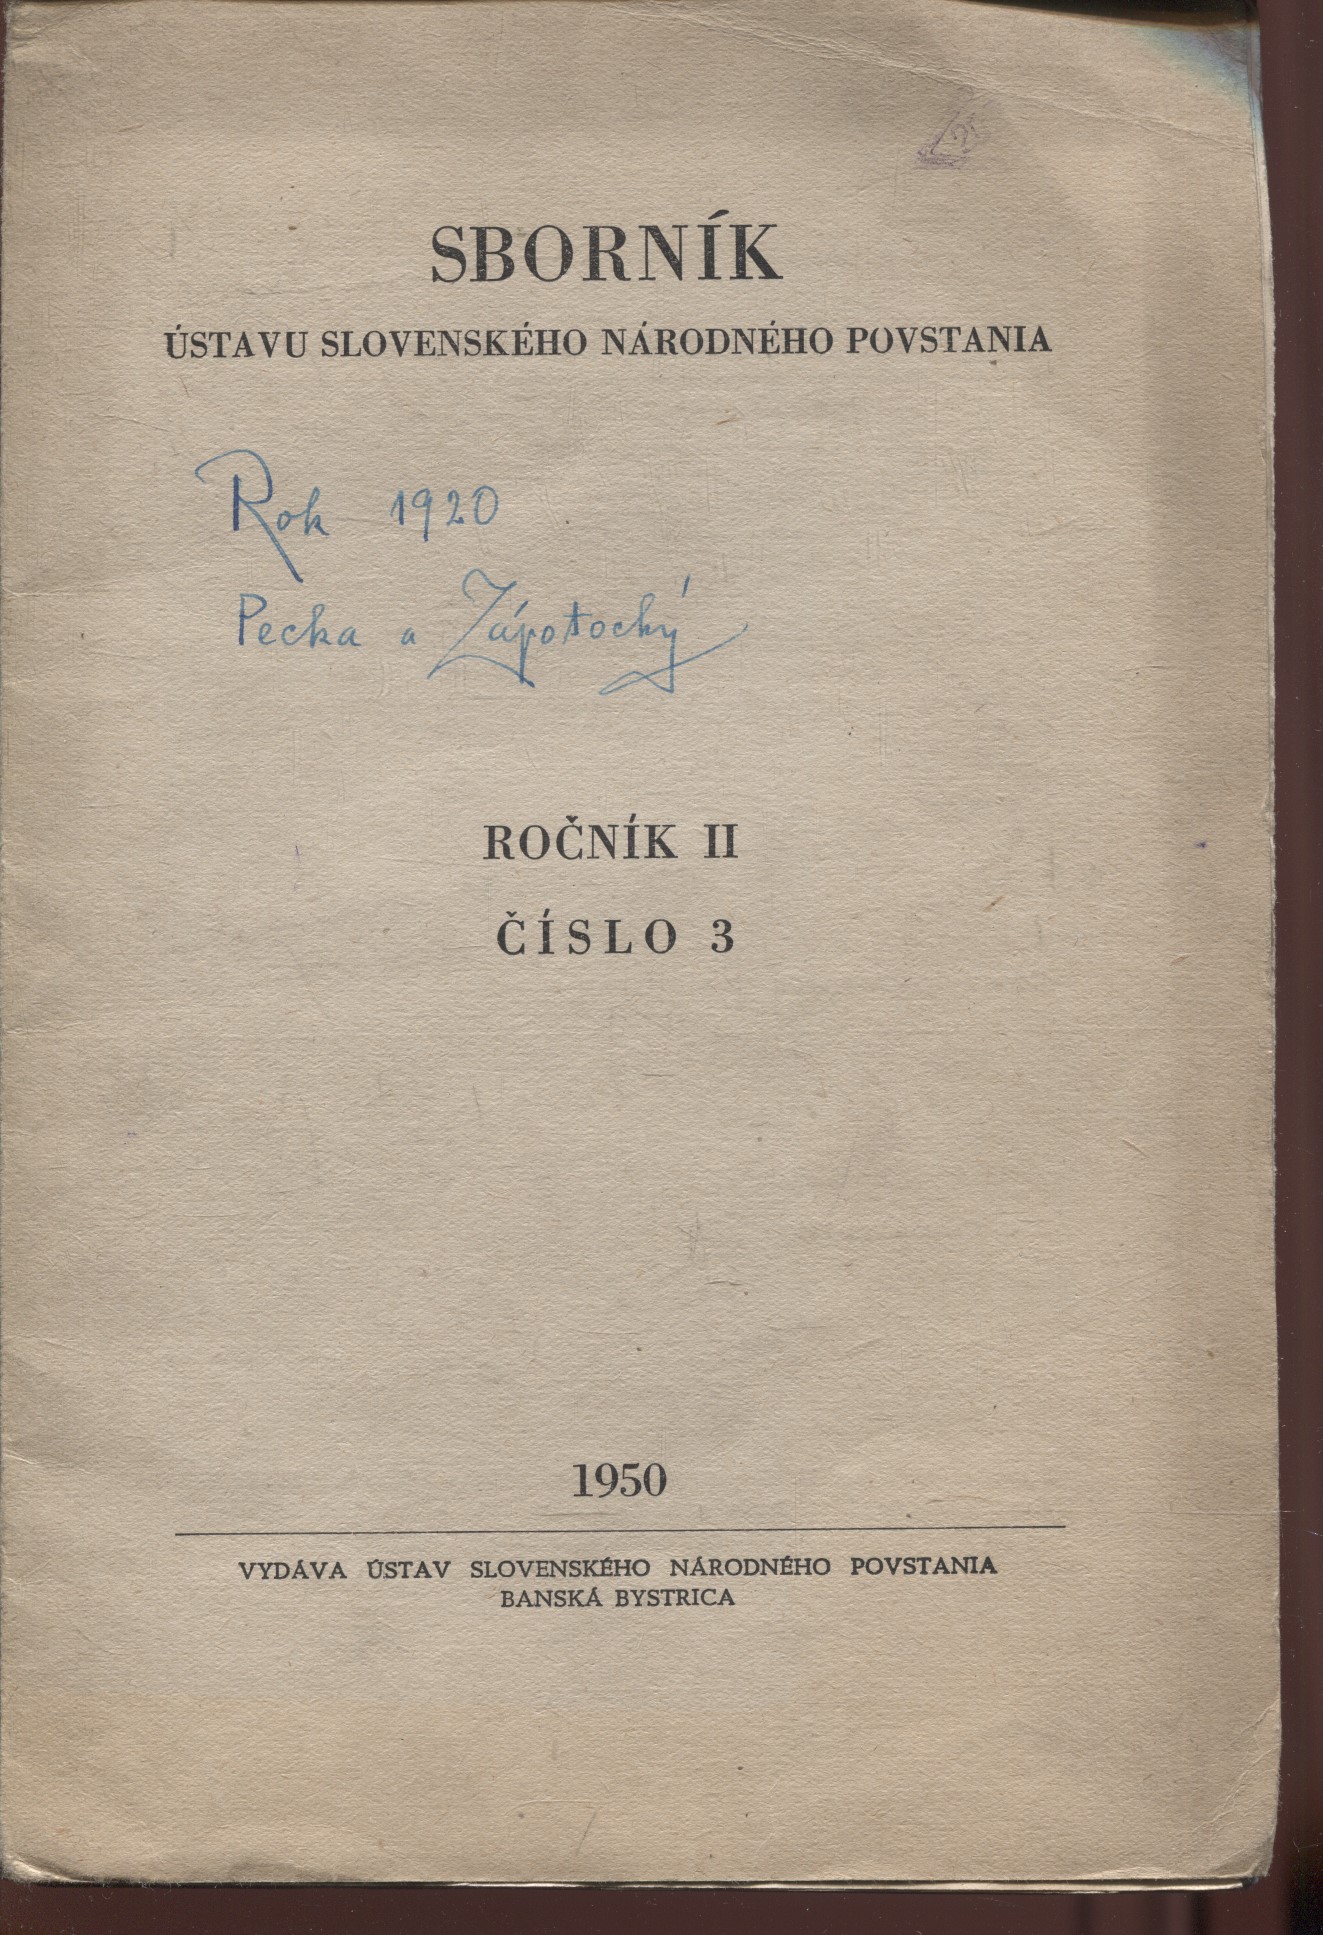 SBORNÍK
ÚSTAVU SLOVENSKÉHO NÁRODNÉHO POVSTANIA
Rok 1920
Pecka a Zápotocký
ROČNÍK II
ČÍSLO 3
1950
VYDÁVA ÚSTAV SLOVENSKÉHO NÁRODNÉHO POVSTANIA
BANSKÁ BYSTRICA